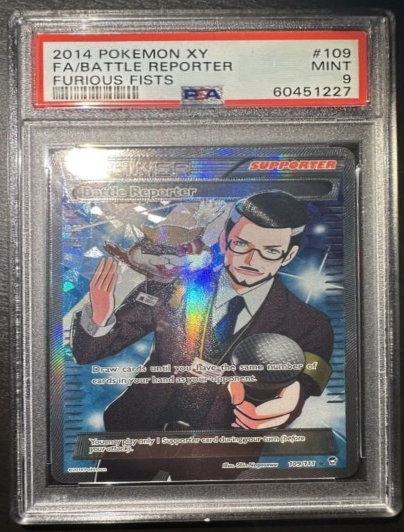 2014 POKEMON XY #109
FA/BATTLE REPORTER MINT
FURIOUS FISTS 9
PSA 60451227
TRAINER SUPPORTER
Battle Reporter
Draw cards until you have the same number of
cards in your hand as your opponent.
You may play only 1 Supporter card during your turn (before
your attack).
109/111